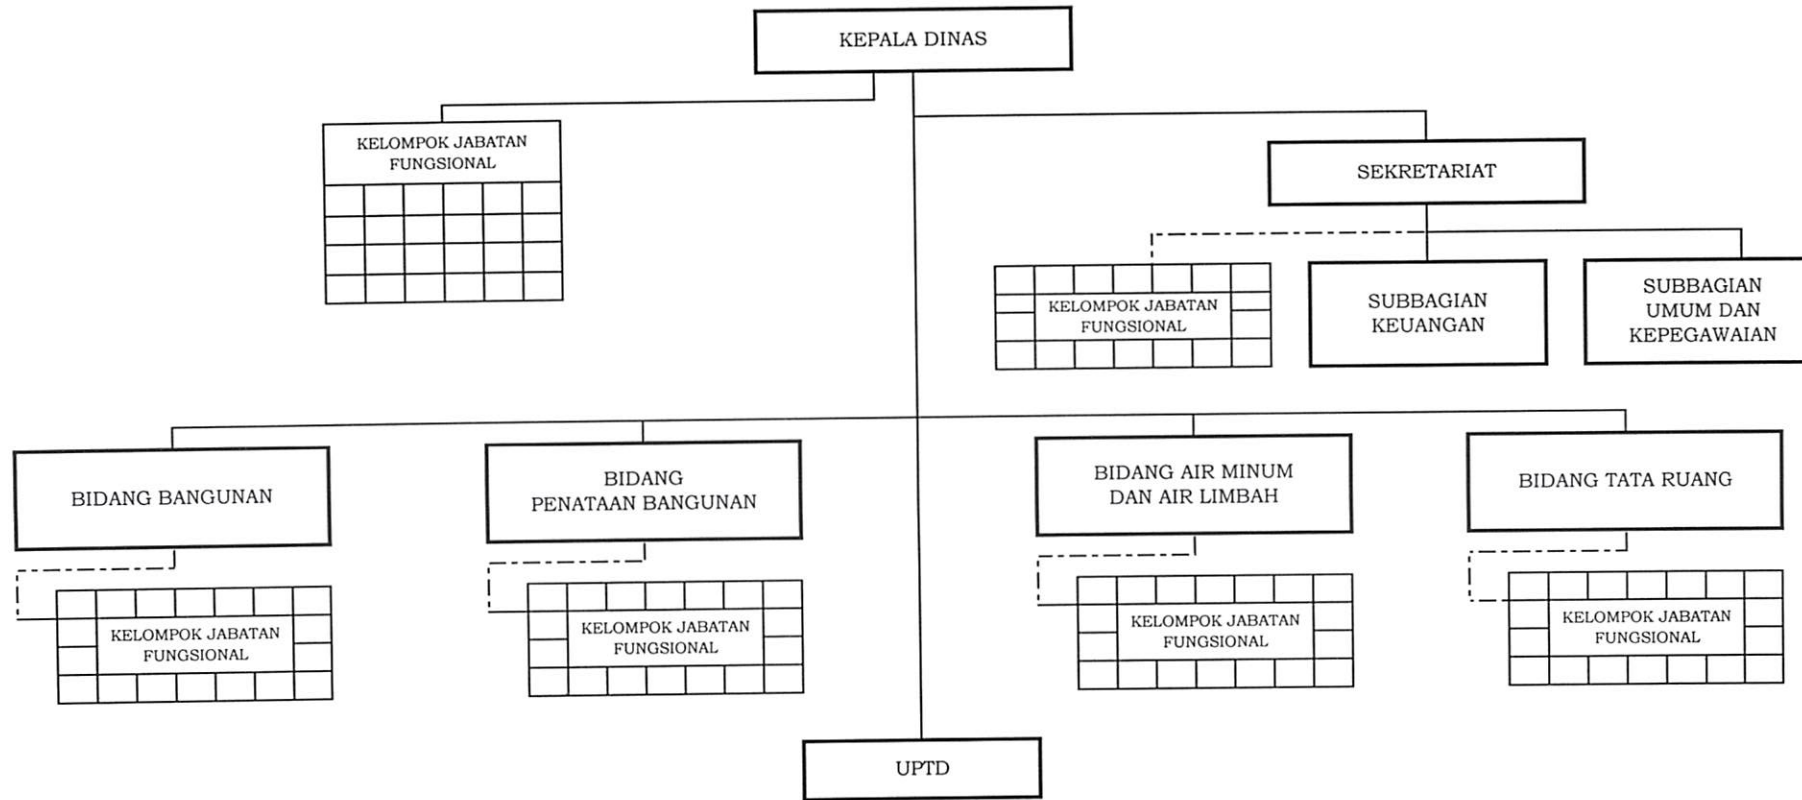 KEPALA DINAS
KELOMPOK JABATAN
FUNGSIONAL
SEKRETARIAT
KELOMPOK JABATAN
FUNGSIONAL
SUBBAGIAN
KEUANGAN
SUBBAGIAN
UMUM DAN
KEPEGAWAIAN
BIDANG BANGUNAN
BIDANG
PENATAAN BANGUNAN
BIDANG AIR MINUM
DAN AIR LIMBAH
BIDANG TATA RUANG
KELOMPOK JABATAN
FUNGSIONAL
KELOMPOK JABATAN
FUNGSIONAL
KELOMPOK JABATAN
FUNGSIONAL
KELOMPOK JABATAN
FUNGSIONAL
UPTD